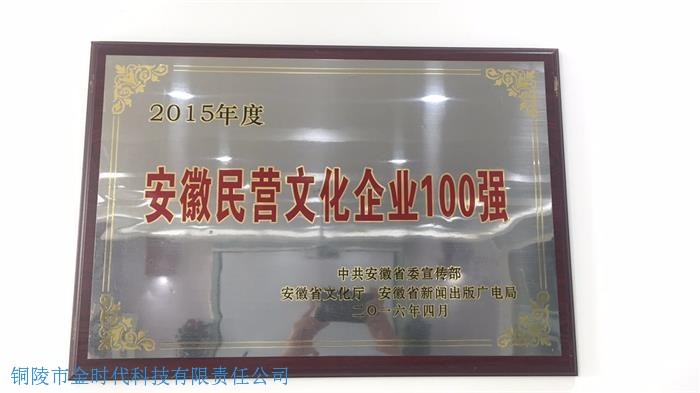 2015年度
安徽民营文化企业100强
中共安徽省委宣传部
安徽省文化厅 安徽省新闻出版广电局
二〇一六年四月
铜陵市金时代科技有限责任公司